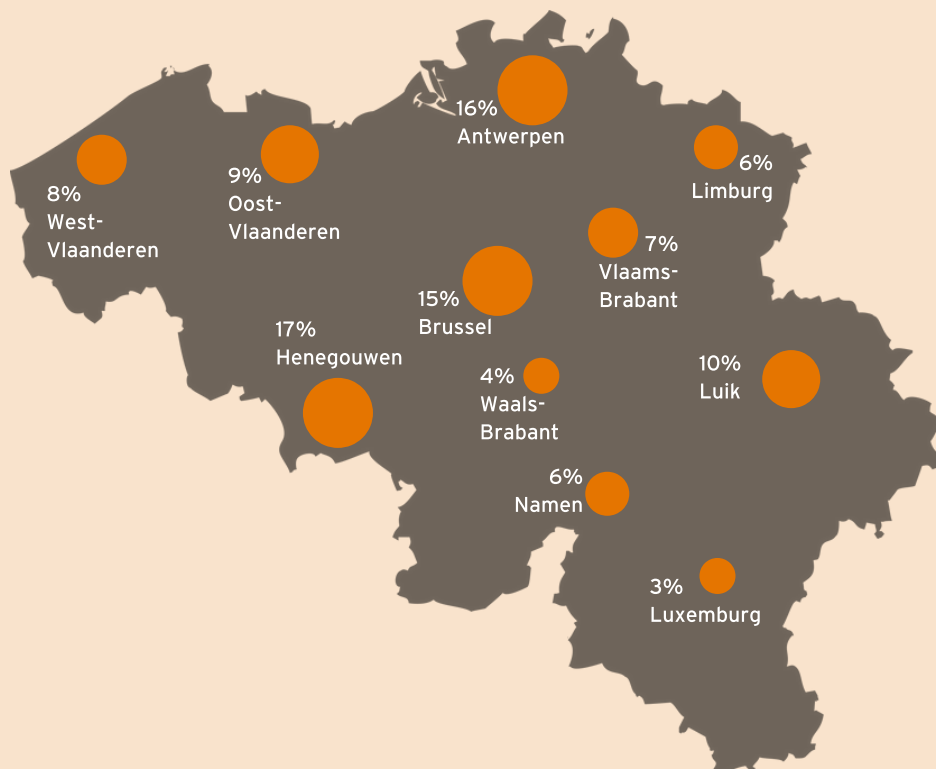 16%
Antwerpen
6%
Limburg
8%
West-
Vlaanderen
9%
Oost-
Vlaanderen
7%
Vlaams-
Brabant
15%
Brussel
17%
Henegouwen
10%
Luik
4%
Waals-
Brabant
6%
Namen
3%
Luxemburg